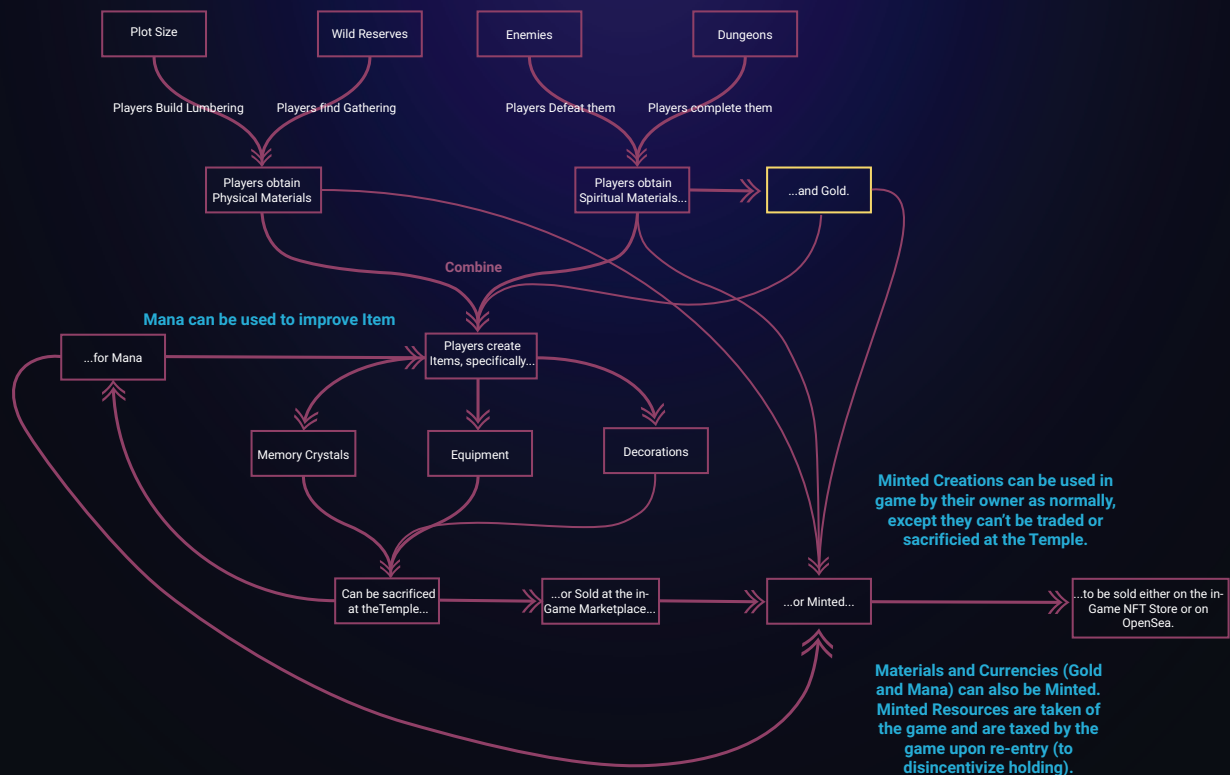 Plot Size
Wild Reserves
Enemies
Dungeons
Players Build Lumbering
Players find Gathering
Players Defeat them
Players complete them
Players obtain
Physical Materials
Players obtain
Spiritual Materials...
...and Gold.
Combine
Mana can be used to improve Item
...for Mana
Players create
Items, specifically...
Memory Crystals
Equipment
Decorations
Minted Creations can be used in
game by their owner as normally,
except they can't be traded or
sacrificied at the Temple.
Can be sacrificed
at theTemple...
...or Sold at the in-
Game Marketplace...
...or Minted...
...to be sold either on the in-
Game NFT Store or on
OpenSea.
Materials and Currencies (Gold
and Mana) can also be Minted.
Minted Resources are taken of
the game and are taxed by the
game upon re-entry (to
disincentivize holding).